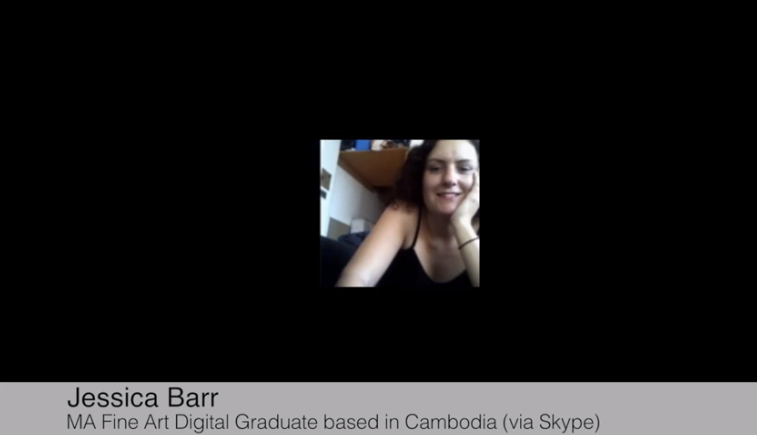 Jessica Barr
MA Fine Art Digital Graduate based in Cambodia (via Skype)